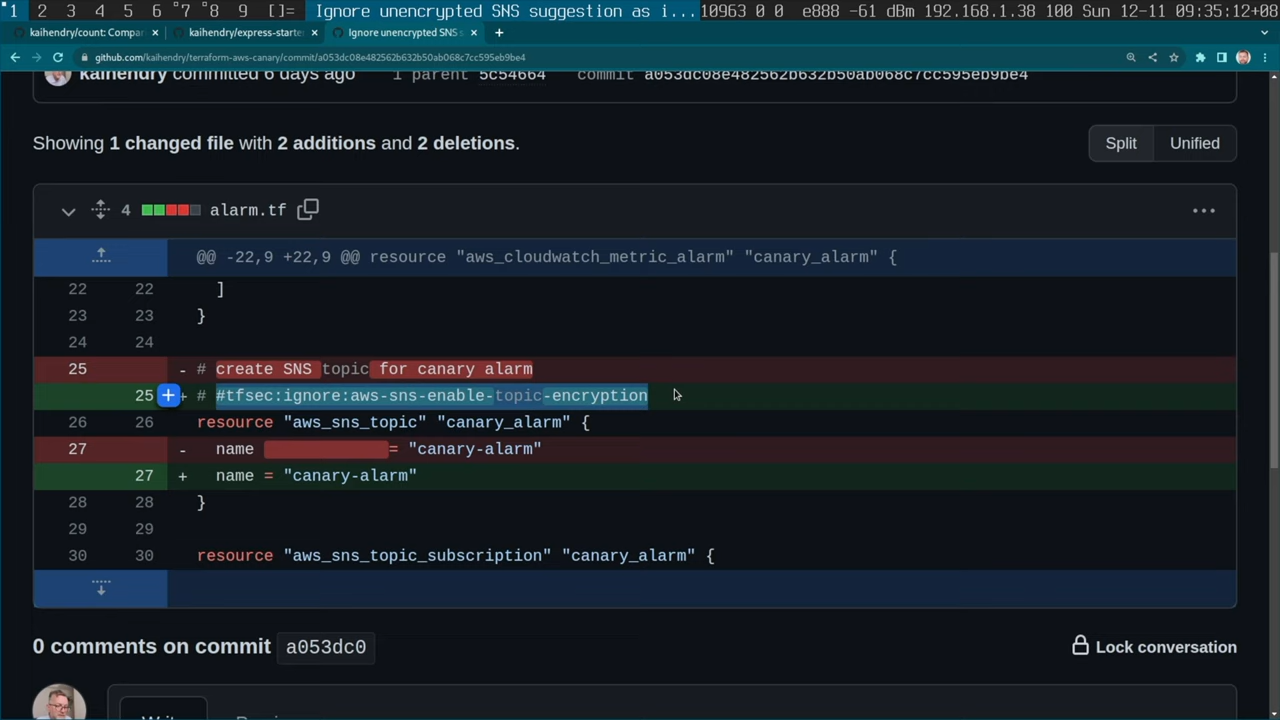 1 2 3 4 5 6 °7 °8 9 []= Ignore unencrypted SNS suggestion as i... 10963 0 0 e888 -61 dBm 192.168.1.38 100 Sun 12-11 09:35:12+08
kaihendry/count: Compa kaihendry/express-starte Ignore unencrypted SNS s
github.com/kaihendry/terraform-aws-canary/commit/a053dc08e482562b632b50ab068c7cc595eb9be4
kaihendry committed 6 days ago 1 parent 5c54664 commit a053dc08e482562b632b50ab068c7cc595eb9be4
Showing 1 changed file with 2 additions and 2 deletions.
Split Unified
4 alarm.tf
@@ -22,9 +22,9 @@ resource "aws_cloudwatch_metric_alarm" "canary_alarm" {
22 22 ]
23 23 }
24 24
25 - # create SNS topic for canary alarm
25 + # #tfsec:ignore:aws-sns-enable-topic-encryption
26 26 resource "aws_sns_topic" "canary_alarm" {
27 - name = "canary-alarm"
27 + name = "canary-alarm"
28 28 }
29 29
30 30 resource "aws_sns_topic_subscription" "canary_alarm" {
0 comments on commit a053dc0
Lock conversation